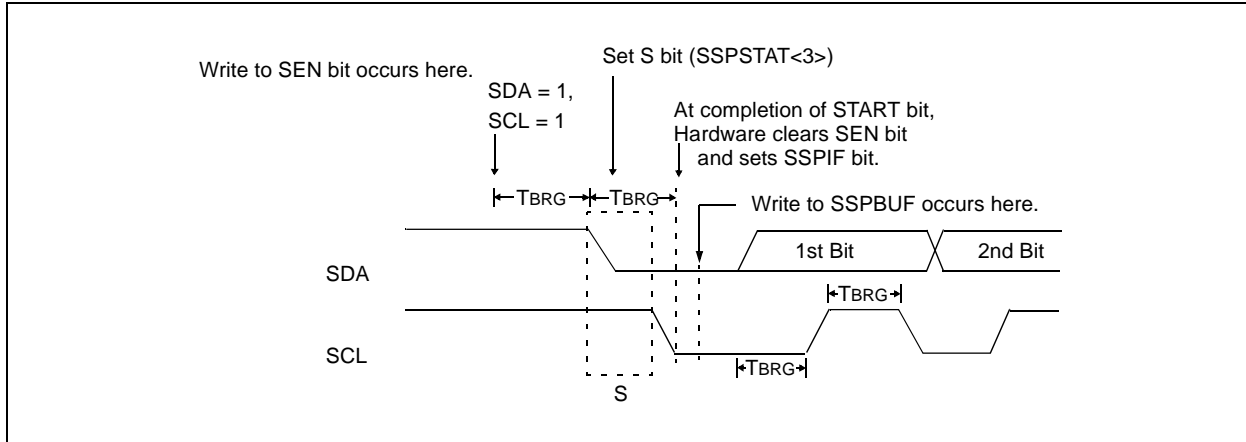 Set S bit (SSPSTAT<3>)
Write to SEN bit occurs here.
SDA = 1,
SCL = 1
At completion of START bit,
Hardware clears SEN bit
and sets SSPIF bit.
TBRG
TBRG
Write to SSPBUF occurs here.
SDA
1st Bit
2nd Bit
TBRG
SCL
TBRG
S